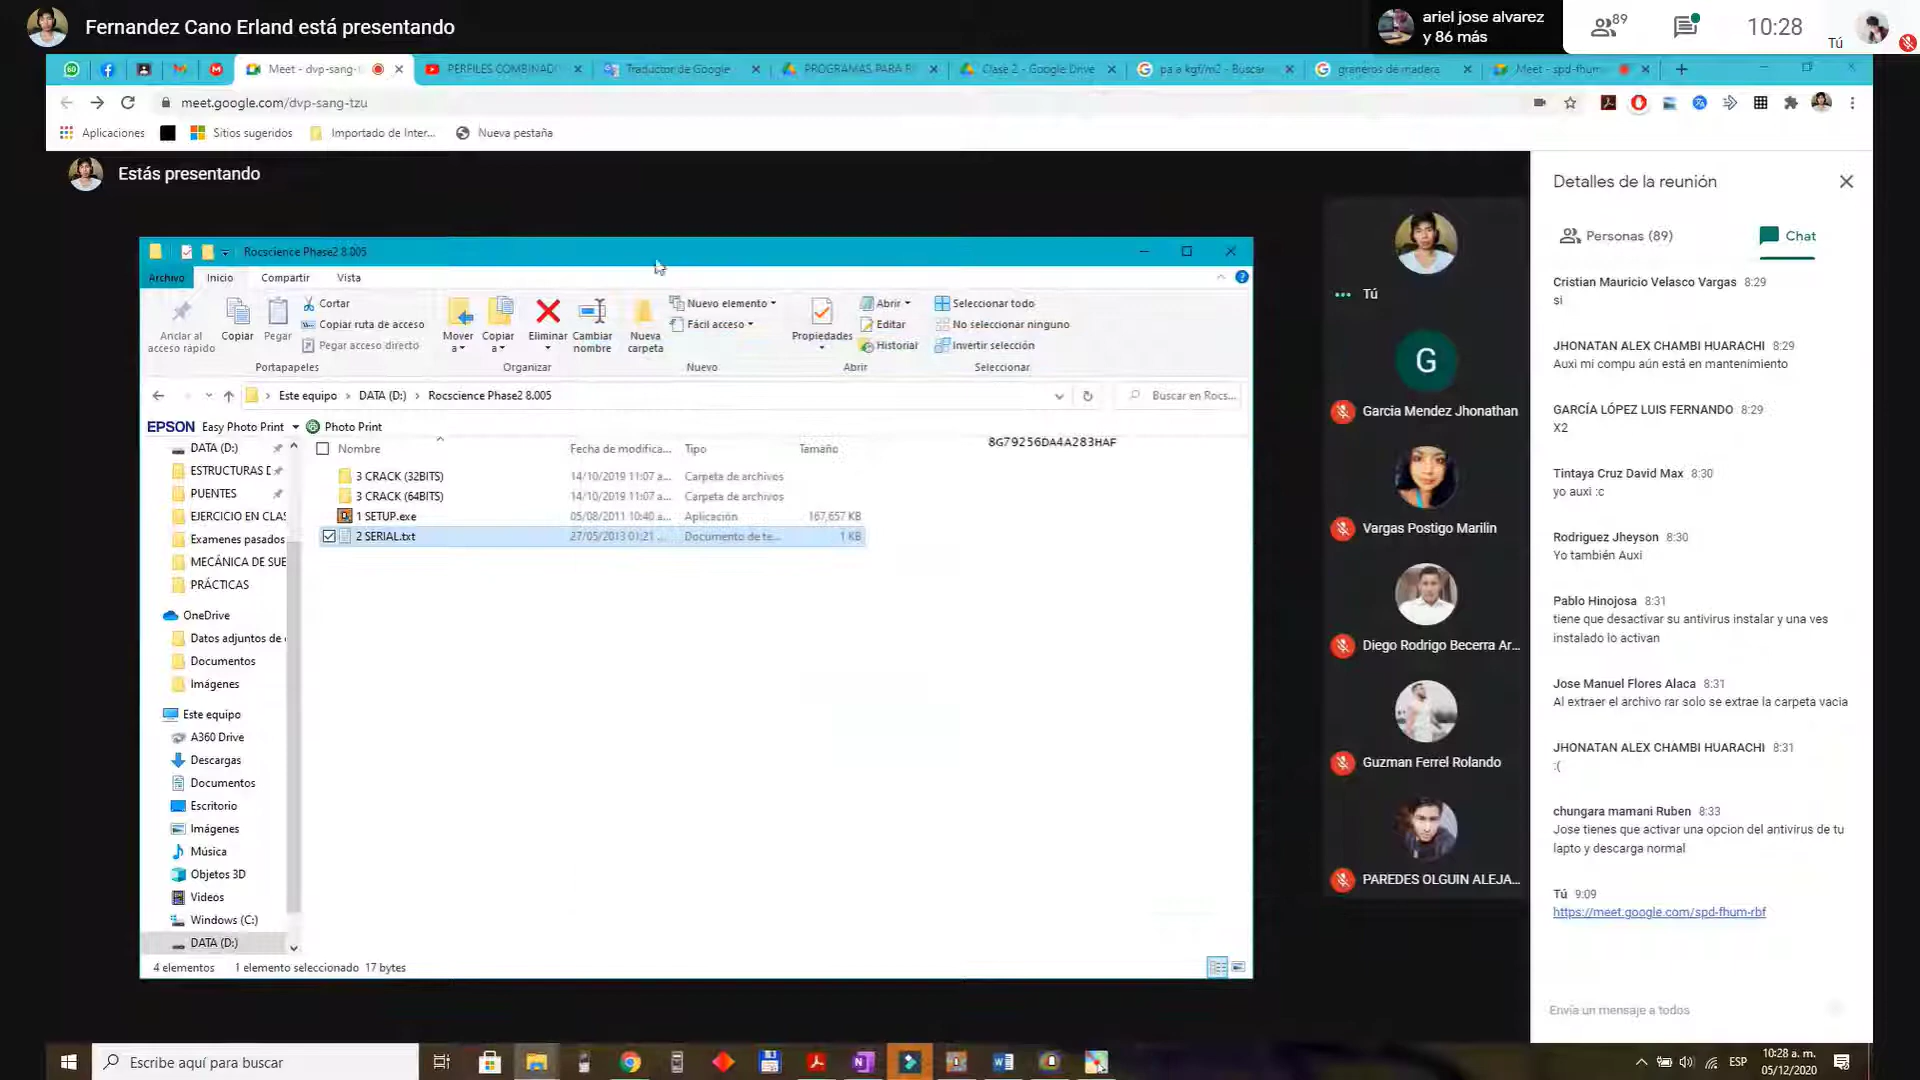 Fernandez Cano Erland está presentando
ariel jose alvarez
y 86 más
89
10:28
Tú
Meet - dvp-sang-
PERFILES COMBINAD
Traductor de Google
PROGRAMAS PARA R
Clase 2 - Google Drive
pa a kgf/m2 - Buscar
graneros de madera
Meet - spd-fhum
meet.google.com/dvp-sang-tzu
Aplicaciones
Sitios sugeridos
Importado de Inter...
Nueva pestaña
Estás presentando
Rocscience Phase2 8.005
Archivo
Inicio
Compartir
Vista
Anclar al
acceso rápido
Copiar
Pegar
Cortar
Copiar ruta de acceso
Pegar acceso directo
Portapapeles
Mover
a
Copiar
a
Eliminar
Cambiar
nombre
Organizar
Nueva
carpeta
Nuevo elemento
Fácil acceso
Nuevo
Propiedades
Abrir
Editar
Historial
Abrir
Seleccionar todo
No seleccionar ninguno
Invertir selección
Seleccionar
Este equipo > DATA (D:) > Rocscience Phase2 8.005
Buscar en Rocs...
EPSON Easy Photo Print
Photo Print
Nombre
Fecha de modifica...
Tipo
Tamaño
8G79256DA4A283HAF
3 CRACK (32BITS) 14/10/2019 11:07 a... Carpeta de archivos
3 CRACK (64BITS) 14/10/2019 11:07 a... Carpeta de archivos
1 SETUP.exe 05/08/2011 10:40 a... Aplicación 167,657 KB
2 SERIAL.txt 27/05/2013 01:21 ... Documento de te... 1 KB
DATA (D:)
ESTRUCTURAS D
PUENTES
EJERCICIO EN CLAS
Examenes pasados
MECÁNICA DE SUE
PRÁCTICAS
OneDrive
Datos adjuntos de
Documentos
Imágenes
Este equipo
A360 Drive
Descargas
Documentos
Escritorio
Imágenes
Música
Objetos 3D
Videos
Windows (C:)
DATA (D:)
4 elementos
1 elemento seleccionado 17 bytes
Tú
G
Garcia Mendez Jhonathan
Vargas Postigo Marilin
Diego Rodrigo Becerra Ar...
Guzman Ferrel Rolando
PAREDES OLGUIN ALEJA...
Detalles de la reunión
Personas (89)
Chat
Cristian Mauricio Velasco Vargas 8:29
si
JHONATAN ALEX CHAMBI HUARACHI 8:29
Auxi mi compu aún está en mantenimiento
GARCÍA LÓPEZ LUIS FERNANDO 8:29
X2
Tintaya Cruz David Max 8:30
yo auxi :c
Rodriguez Jheyson 8:30
Yo también Auxi
Pablo Hinojosa 8:31
tiene que desactivar su antivirus instalar y una ves
instalado lo activan
Jose Manuel Flores Alaca 8:31
Al extraer el archivo rar solo se extrae la carpeta vacia
JHONATAN ALEX CHAMBI HUARACHI 8:31
:(
chungara mamani Ruben 8:33
Jose tienes que activar una opcion del antivirus de tu
lapto y descarga normal
Tú 9:09
https://meet.google.com/spd-fhum-rbf
Envía un mensaje a todos
Escribe aquí para buscar
ESP
10:28 a. m.
05/12/2020